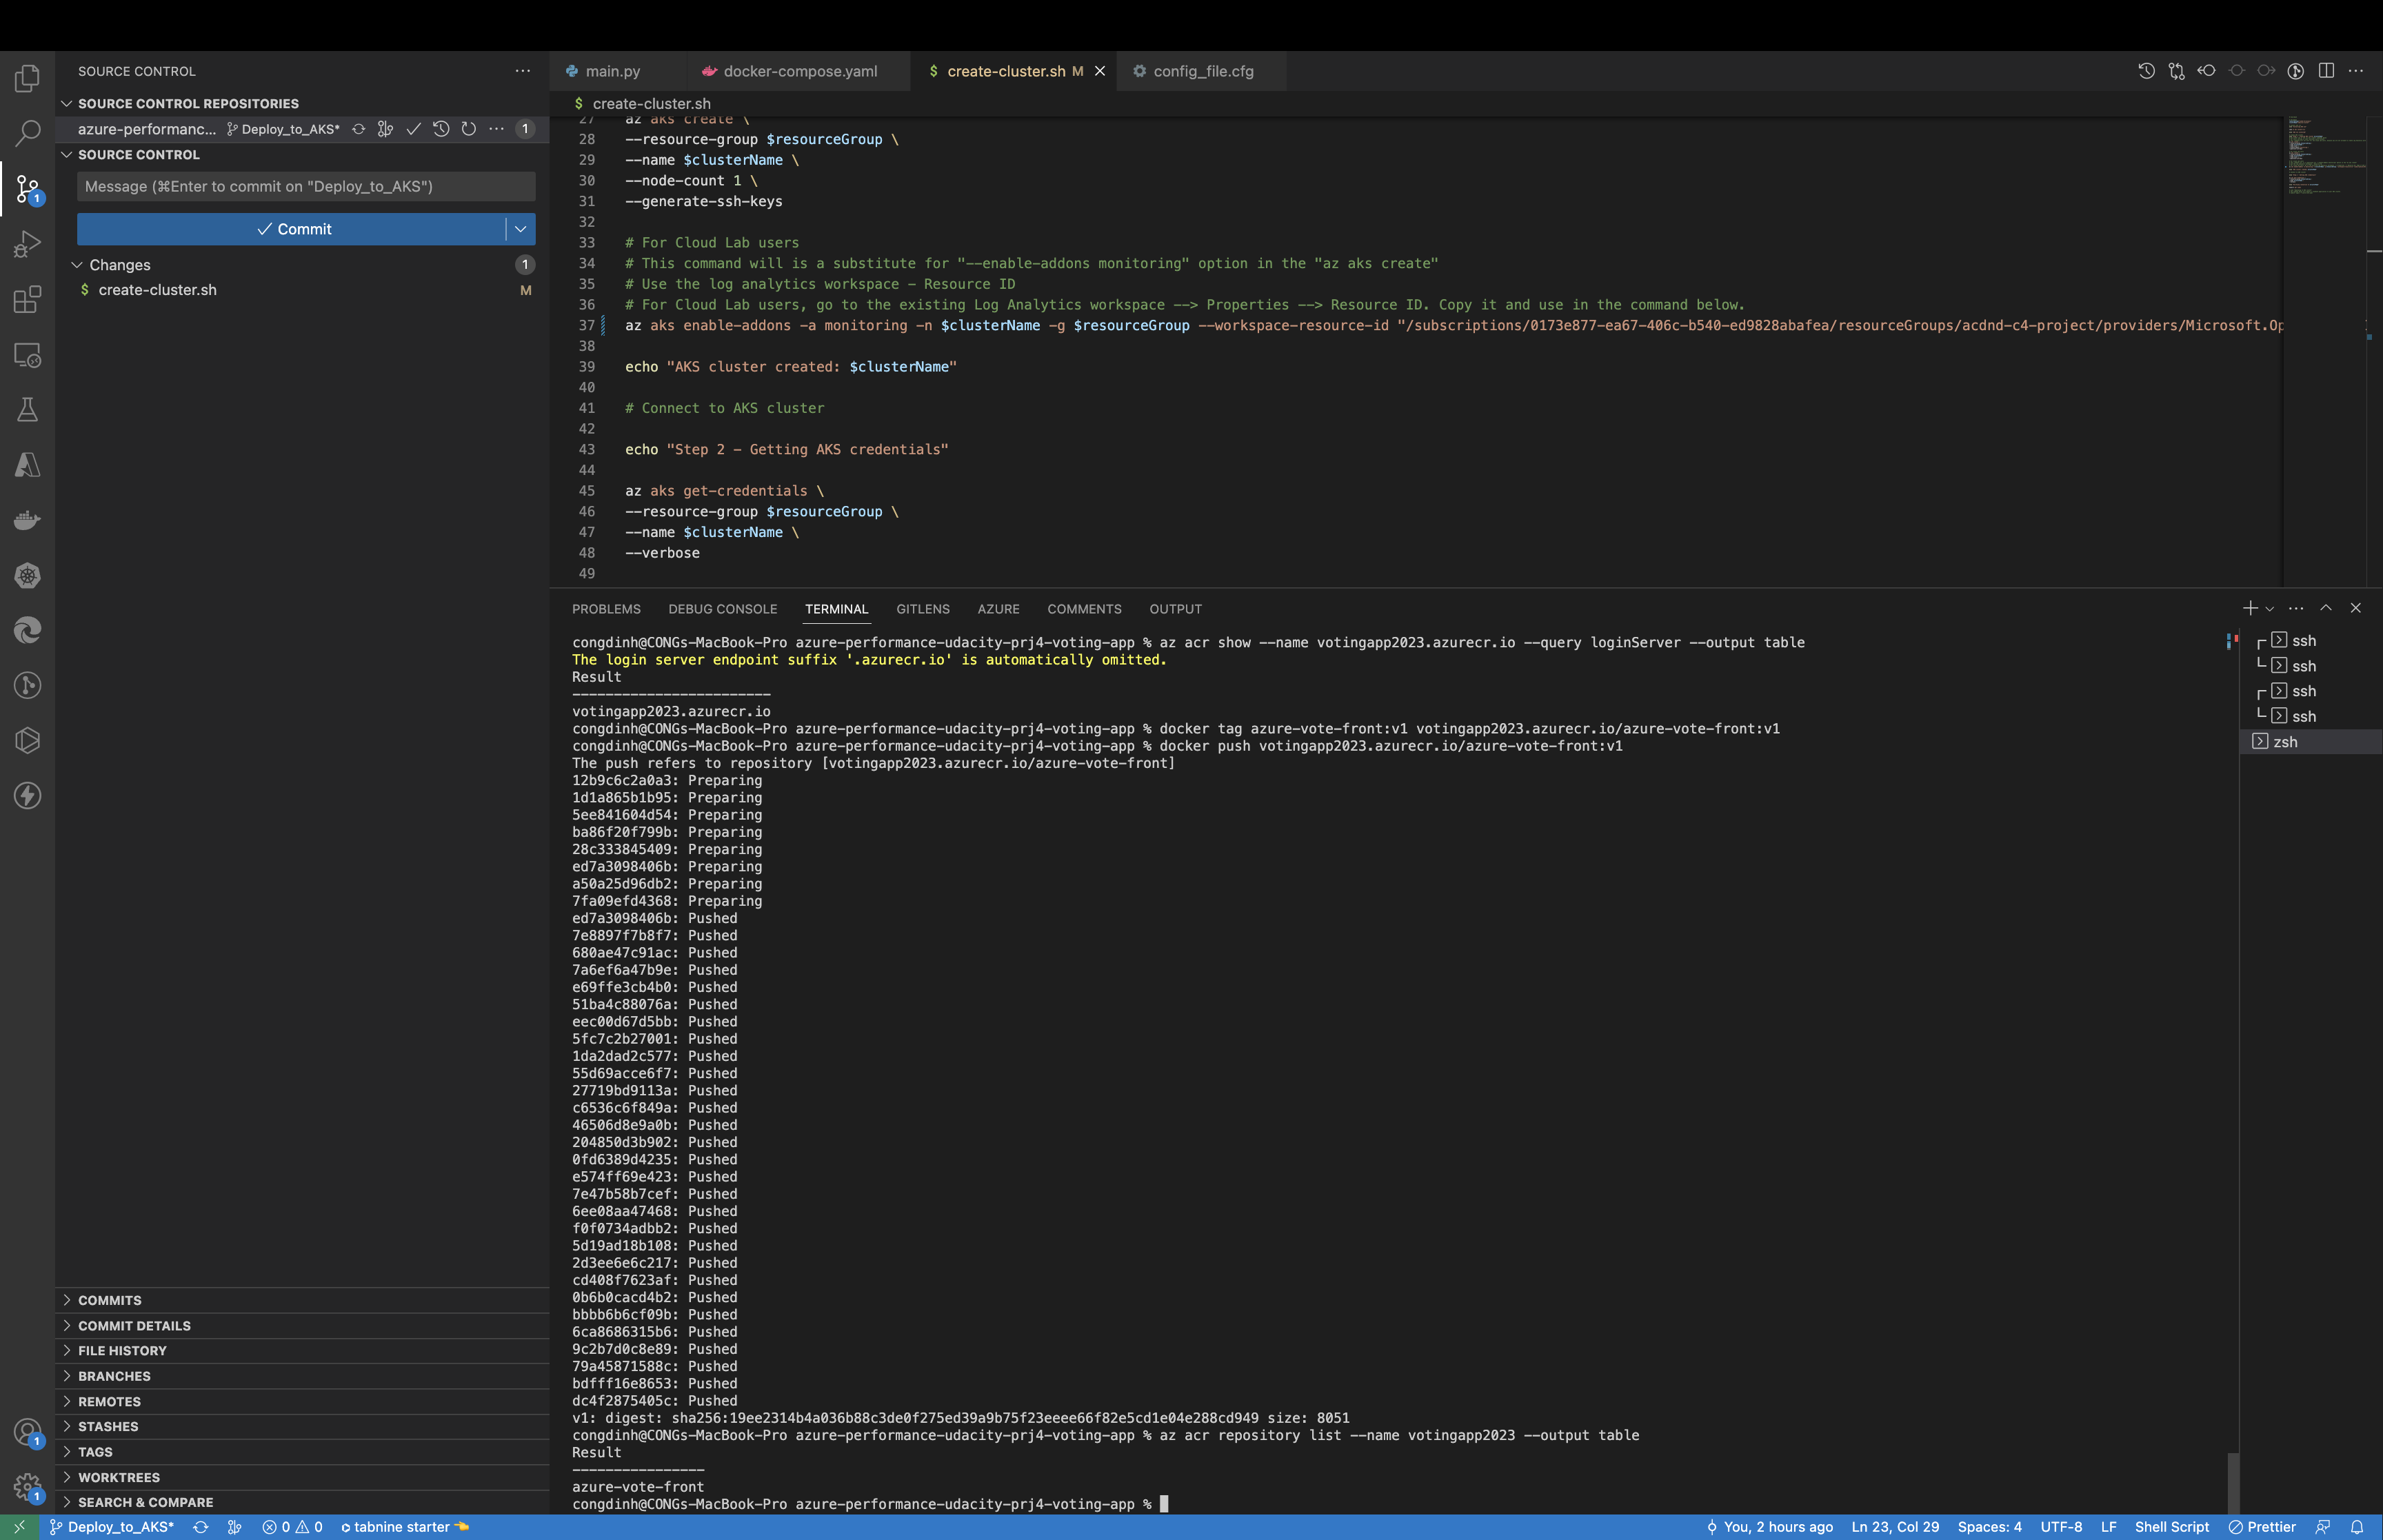 SOURCE CONTROL
SOURCE CONTROL REPOSITORIES
azure-performanc... Deploy_to_AKS* 1
SOURCE CONTROL
Message (⌘Enter to commit on "Deploy_to_AKS")
Commit
Changes 1
$ create-cluster.sh M
1
COMMITS
COMMIT DETAILS
FILE HISTORY
BRANCHES
REMOTES
STASHES
TAGS
WORKTREES
SEARCH & COMPARE
1
1
main.py docker-compose.yaml $ create-cluster.sh M config_file.cfg
$ create-cluster.sh
27 az aks create \
28 --resource-group $resourceGroup \
29 --name $clusterName \
30 --node-count 1 \
31 --generate-ssh-keys
32
33 # For Cloud Lab users
34 # This command will is a substitute for "--enable-addons monitoring" option in the "az aks create"
35 # Use the log analytics workspace - Resource ID
36 # For Cloud Lab users, go to the existing Log Analytics workspace --> Properties --> Resource ID. Copy it and use in the command below.
37 az aks enable-addons -a monitoring -n $clusterName -g $resourceGroup --workspace-resource-id "/subscriptions/0173e877-ea67-406c-b540-ed9828abafea/resourceGroups/acdnd-c4-project/providers/Microsoft.Op
38
39 echo "AKS cluster created: $clusterName"
40
41 # Connect to AKS cluster
42
43 echo "Step 2 - Getting AKS credentials"
44
45 az aks get-credentials \
46 --resource-group $resourceGroup \
47 --name $clusterName \
48 --verbose
49
PROBLEMS DEBUG CONSOLE TERMINAL GITLENS AZURE COMMENTS OUTPUT
congdinh@CONGs-MacBook-Pro azure-performance-udacity-prj4-voting-app % az acr show --name votingapp2023.azurecr.io --query loginServer --output table
The login server endpoint suffix '.azurecr.io' is automatically omitted.
Result
------------------------
votingapp2023.azurecr.io
congdinh@CONGs-MacBook-Pro azure-performance-udacity-prj4-voting-app % docker tag azure-vote-front:v1 votingapp2023.azurecr.io/azure-vote-front:v1
congdinh@CONGs-MacBook-Pro azure-performance-udacity-prj4-voting-app % docker push votingapp2023.azurecr.io/azure-vote-front:v1
The push refers to repository [votingapp2023.azurecr.io/azure-vote-front]
12b9c6c2a0a3: Preparing
1d1a865b1b95: Preparing
5ee841604d54: Preparing
ba86f20f799b: Preparing
28c333845409: Preparing
ed7a3098406b: Preparing
a50a25d96db2: Preparing
7fa09efd4368: Preparing
ed7a3098406b: Pushed
7e8897f7b8f7: Pushed
680ae47c91ac: Pushed
7a6ef6a47b9e: Pushed
e69ffe3cb4b0: Pushed
51ba4c88076a: Pushed
eec00d67d5bb: Pushed
5fc7c2b27001: Pushed
1da2dad2c577: Pushed
55d69acce6f7: Pushed
27719bd9113a: Pushed
c6536c6f849a: Pushed
46506d8e9a0b: Pushed
204850d3b902: Pushed
0fd6389d4235: Pushed
e574ff69e423: Pushed
7e47b58b7cef: Pushed
6ee08aa47468: Pushed
f0f0734adbb2: Pushed
5d19ad18b108: Pushed
2d3ee6e6c217: Pushed
cd408f7623af: Pushed
0b6b0cacd4b2: Pushed
bbbb6b6cf09b: Pushed
6ca8686315b6: Pushed
9c2b7d0c8e89: Pushed
79a45871588c: Pushed
bdfff16e8653: Pushed
dc4f2875405c: Pushed
v1: digest: sha256:19ee2314b4a036b88c3de0f275ed39a9b75f23eeee66f82e5cd1e04e288cd949 size: 8051
congdinh@CONGs-MacBook-Pro azure-performance-udacity-prj4-voting-app % az acr repository list --name votingapp2023 --output table
Result
----------------
azure-vote-front
congdinh@CONGs-MacBook-Pro azure-performance-udacity-prj4-voting-app %
ssh
ssh
ssh
ssh
zsh
Deploy_to_AKS* 0 0 tabnine starter You, 2 hours ago Ln 23, Col 29 Spaces: 4 UTF-8 LF Shell Script Prettier